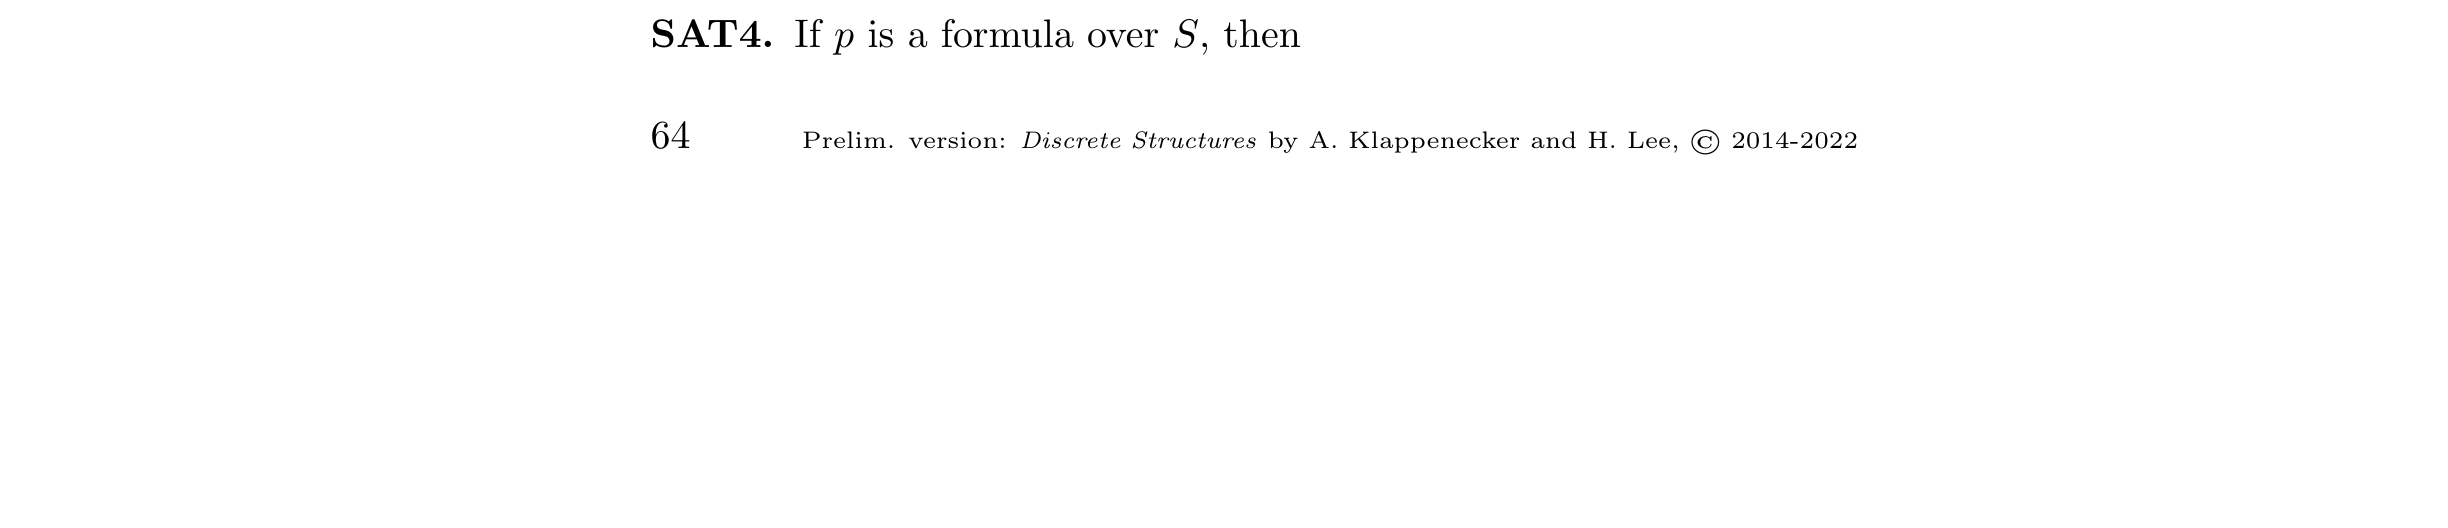 SAT4. If p is a formula over S, then
64 Prelim. version: Discrete Structures by A. Klappenecker and H. Lee, © 2014-2022